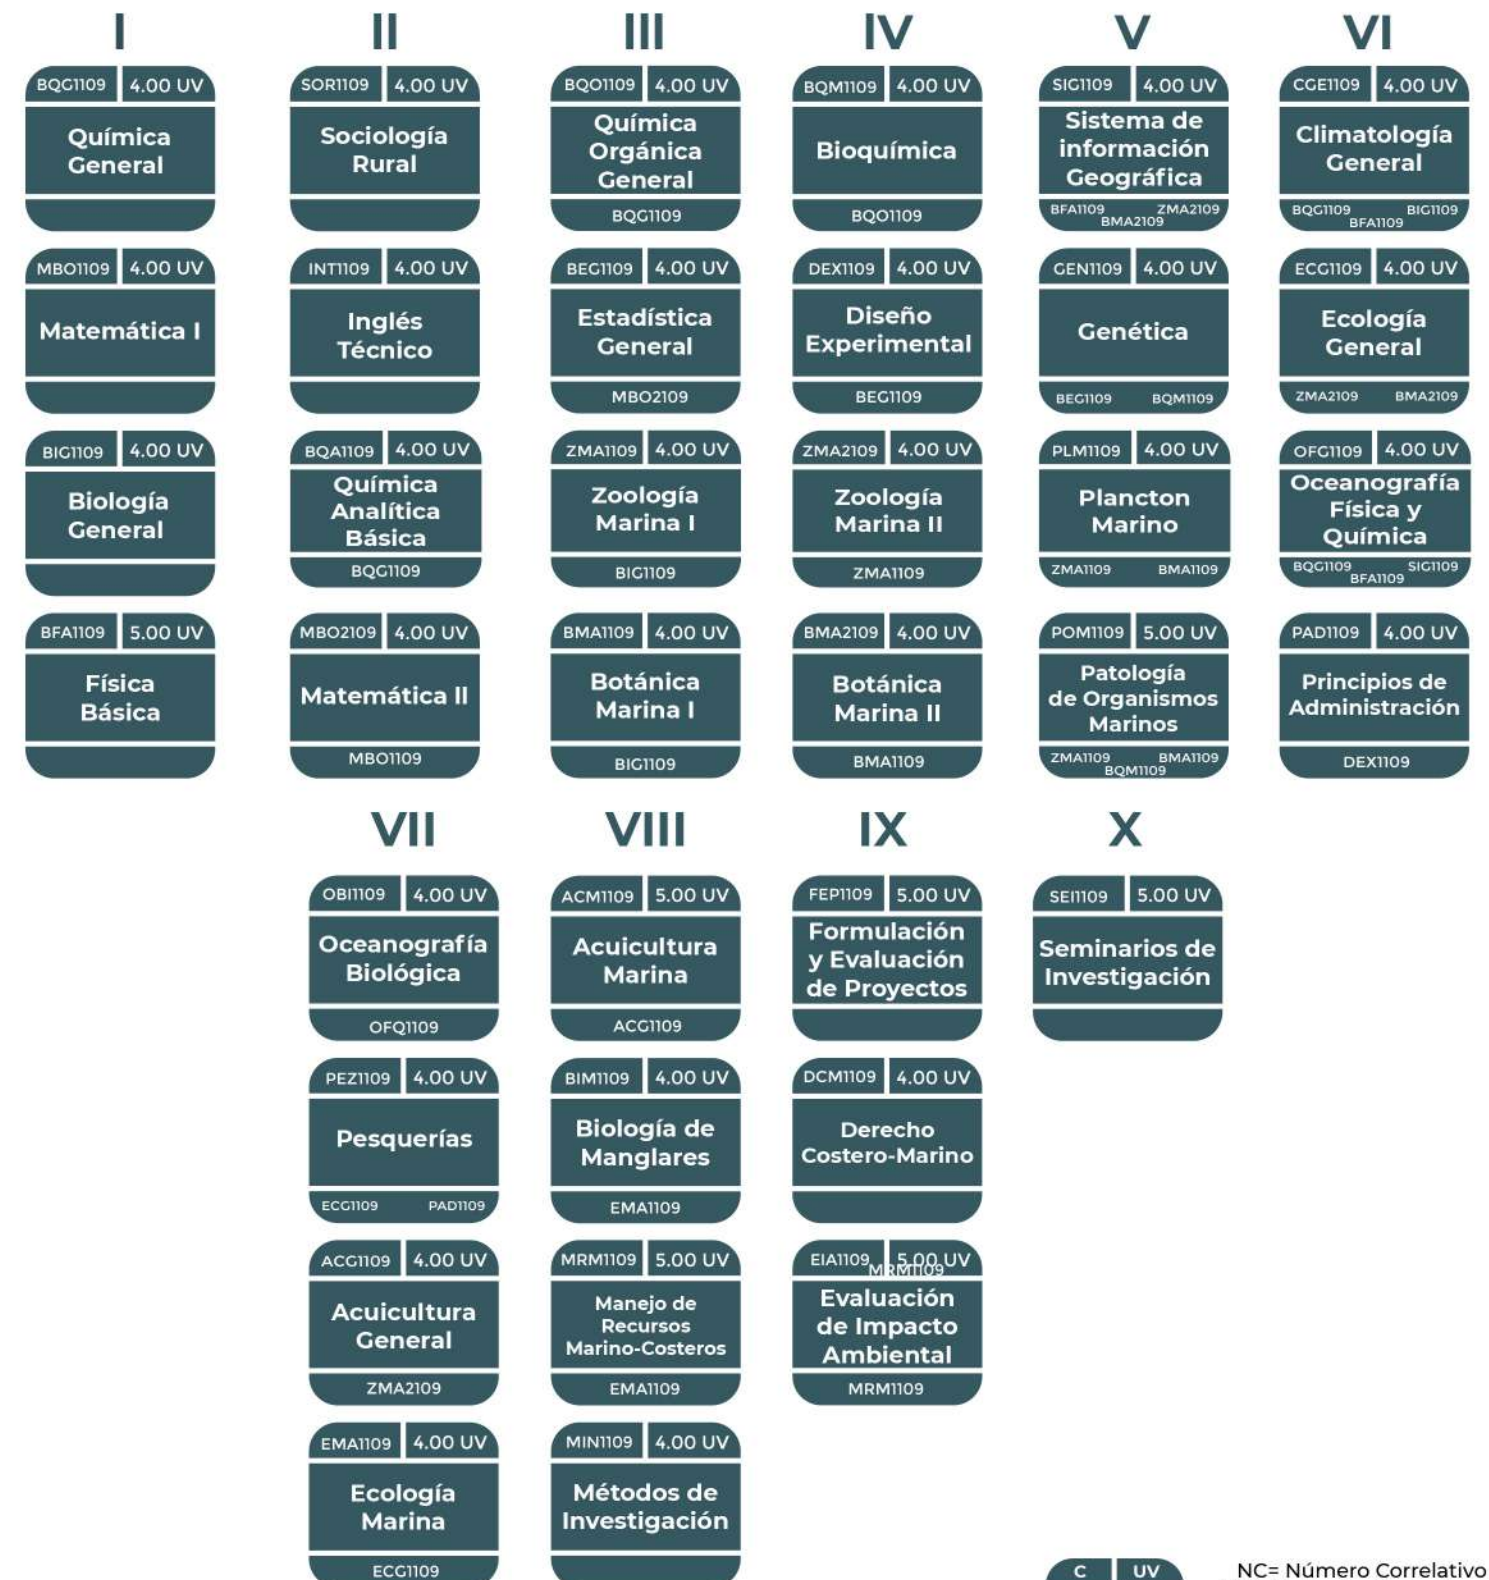 I
II
III
IV
V
VI
BQG1109 4.00 UV
Química
General
SOR1109 4.00 UV
Sociología
Rural
BQO1109 4.00 UV
Química
Orgánica
General
BQG1109
BQM1109 4.00 UV
Bioquímica
BQO1109
SIG1109 4.00 UV
Sistema de
información
Geográfica
BFA1109 ZMA2109
BMA2109
CGE1109 4.00 UV
Climatología
General
BQG1109 BIG1109
BFA1109
MBO1109 4.00 UV
Matemática I
INT1109 4.00 UV
Inglés
Técnico
BEG1109 4.00 UV
Estadística
General
MBO2109
DEX1109 4.00 UV
Diseño
Experimental
BEG1109
GEN1109 4.00 UV
Genética
BEG1109 BQM1109
ECG1109 4.00 UV
Ecología
General
ZMA2109 BMA2109
BIG1109 4.00 UV
Biología
General
BQA1109 4.00 UV
Química
Analítica
Básica
BQG1109
ZMA1109 4.00 UV
Zoología
Marina I
BIG1109
ZMA2109 4.00 UV
Zoología
Marina II
ZMA1109
PLM1109 4.00 UV
Plancton
Marino
ZMA1109 BMA1109
OFG1109 4.00 UV
Oceanografía
Física y
Química
BQG1109 SIG1109
BFA1109
BFA1109 5.00 UV
Física
Básica
MBO2109 4.00 UV
Matemática II
MBO1109
BMA1109 4.00 UV
Botánica
Marina I
BIG1109
BMA2109 4.00 UV
Botánica
Marina II
BMA1109
POM1109 5.00 UV
Patología
de Organismos
Marinos
ZMA1109 BMA1109
BQM1109
PAD1109 4.00 UV
Principios de
Administración
DEX1109
VII
VIII
IX
X
OBI1109 4.00 UV
Oceanografía
Biológica
OFQ1109
ACM1109 5.00 UV
Acuicultura
Marina
ACG1109
FEP1109 5.00 UV
Formulación
y Evaluación
de Proyectos
SEI1109 5.00 UV
Seminarios de
Investigación
PEZ1109 4.00 UV
Pesquerías
ECG1109 PAD1109
BIM1109 4.00 UV
Biología de
Manglares
EMA1109
DCM1109 4.00 UV
Derecho
Costero-Marino
ACG1109 4.00 UV
Acuicultura
General
ZMA2109
MRM1109 5.00 UV
Manejo de
Recursos
Marino-Costeros
EMA1109
EIA1109 5.00 UV
MRM1109
Evaluación
de Impacto
Ambiental
MRM1109
EMA1109 4.00 UV
Ecología
Marina
ECG1109
MIN1109 4.00 UV
Métodos de
Investigación
C UV
NC= Número Correlativo